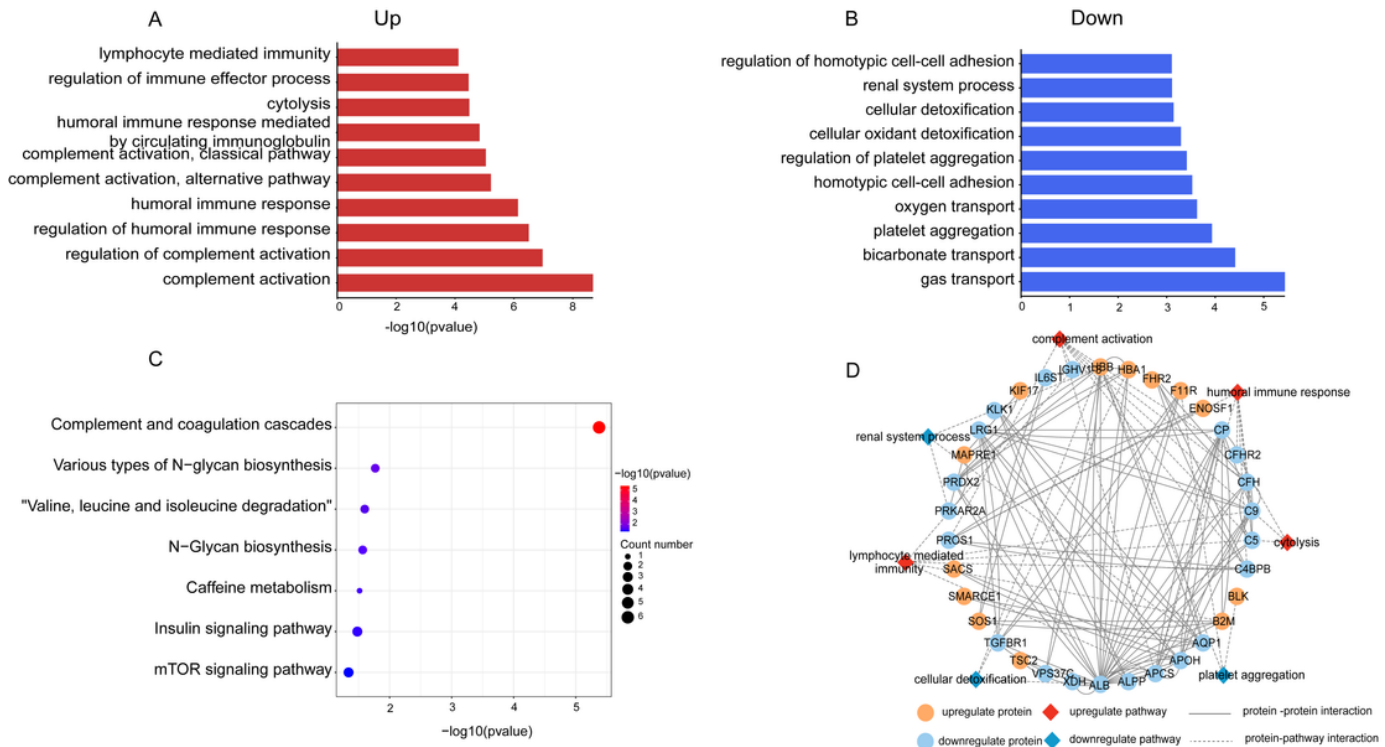 A
Up
lymphocyte mediated immunity
regulation of immune effector process
cytolysis
humoral immune response mediated
by circulating immunoglobulin
complement activation, classical pathway
complement activation, alternative pathway
humoral immune response
regulation of humoral immune response
regulation of complement activation
complement activation
0 2 4 6 8
-log10(pvalue)
B
Down
regulation of homotypic cell-cell adhesion
renal system process
cellular detoxification
cellular oxidant detoxification
regulation of platelet aggregation
homotypic cell-cell adhesion
oxygen transport
platelet aggregation
bicarbonate transport
gas transport
0 1 2 3 4 5
C
Complement and coagulation cascades
Various types of N−glycan biosynthesis
"Valine, leucine and isoleucine degradation"
N−Glycan biosynthesis
Caffeine metabolism
Insulin signaling pathway
mTOR signaling pathway
2 3 4 5
−log10(pvalue)
−log10(pvalue)
5
4
3
2
Count number
1
2
3
4
5
6
D
complement activation
HBB
HBA1
FHR2
F11R
ENOSF1
humoral immune response
CP
CFHR2
CFH
C9
C5
cytolysis
C4BPB
BLK
B2M
AQP1
platelet aggregation
APOH
APCS
ALPP
ALB
XDH
VPS37C
TSC2
cellular detoxification
TGFBR1
SOS1
SMARCE1
SACS
lymphocyte mediated
immunity
PROS1
PRKAR2A
PRDX2
MAPRE1
renal system process
LRG1
KLK1
KIF17
IL6ST
upregulate protein
upregulate pathway
protein -protein interaction
downregulate protein
downregulate pathway
protein-pathway interaction